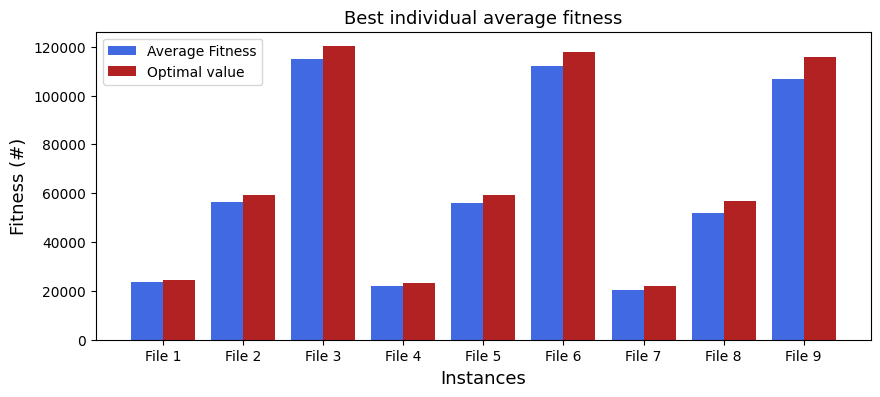 Best individual average fitness
Average Fitness
Optimal value
Fitness (#)
120000
100000
80000
60000
40000
20000
0
File 1 File 2 File 3 File 4 File 5 File 6 File 7 File 8 File 9
Instances